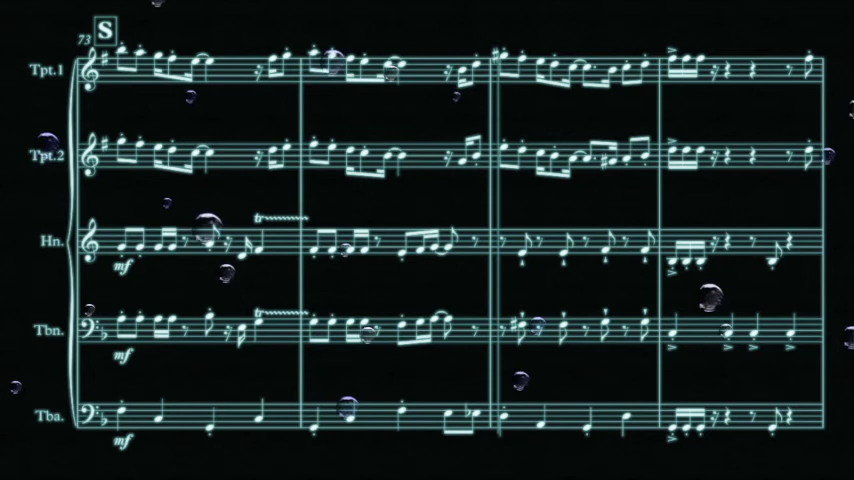 S
73
Tpt.1
Tpt.2
tr
Hn.
mf
tr
Tbn.
mf
Tba.
mf